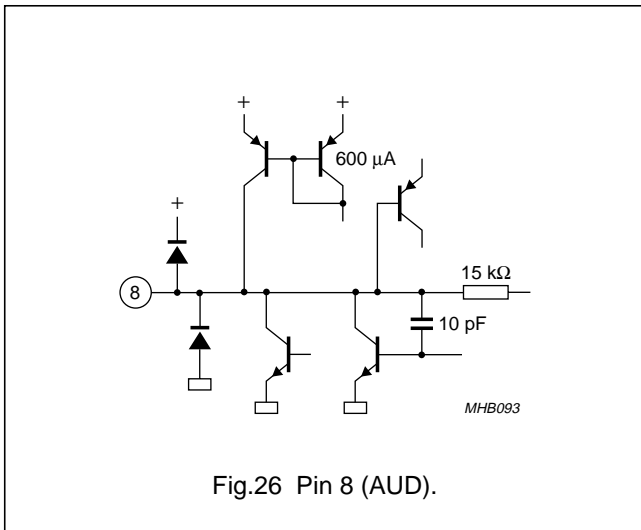 + +
600 µA
+
15 kΩ
8
10 pF
MHB093
Fig.26 Pin 8 (AUD).